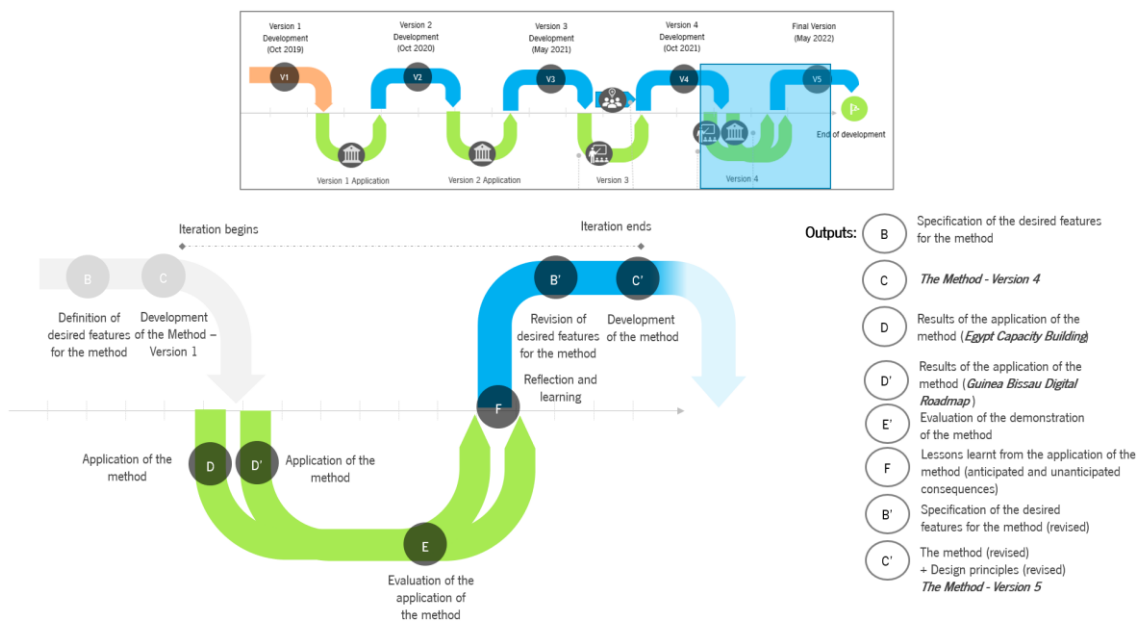 Version 1
Development
(Oct 2019)
Version 2
Development
(Oct 2020)
Version 3
Development
(May 2021)
Version 4
Development
(Oct 2021)
Final Version
(May 2022)
V1
V2
V3
V4
V5
End of development
Version 1 Application
Version 2 Application
Version 3
Version 4
Iteration begins
Iteration ends
B
C
B'
C'
Definition of
desired features
for the method
Development
of the Method –
Version 1
Revision of
desired features
for the method
Development
of the method
Reflection and
learning
F
Application of the
method
D
D'
Application of the
method
E
Evaluation of the
application of
the method
Outputs:
B
Specification of the desired features
for the method
C
The Method - Version 4
D
Results of the application of the
method (Egypt Capacity Building)
D'
Results of the application of the
method (Guinea Bissau Digital
Roadmap )
E'
Evaluation of the demonstration
of the method
F
Lessons learnt from the application of the
method (anticipated and unanticipated
consequences)
B'
Specification of the desired
features for the method (revised)
C'
The method (revised)
+ Design principles (revised)
The Method - Version 5